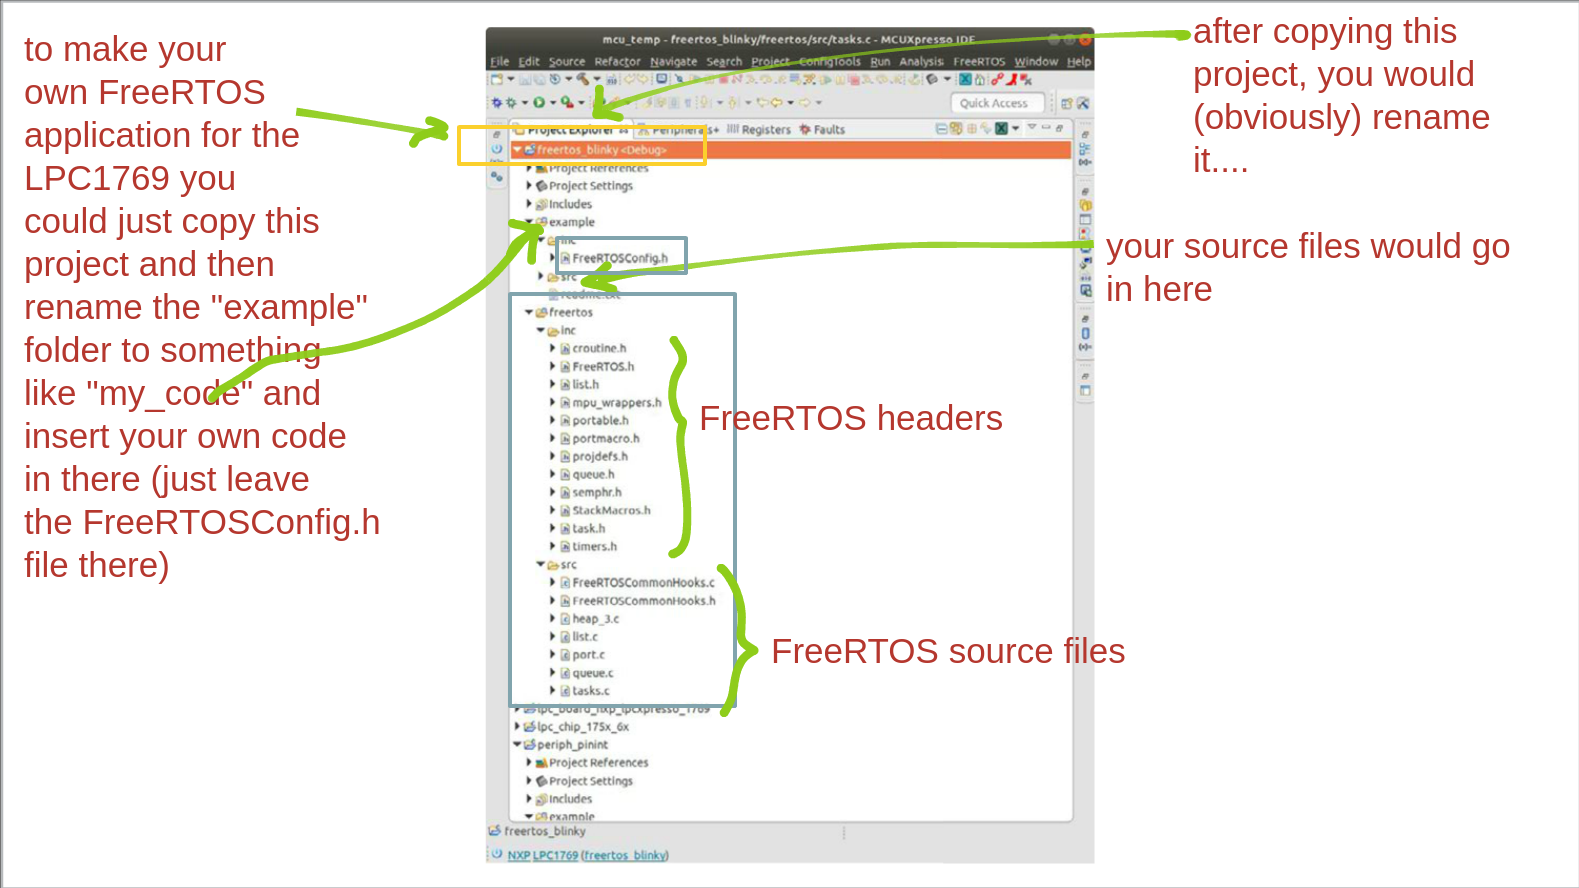 to make your
own FreeRTOS
application for the
LPC1769 you
could just copy this
project and then
rename the "example"
folder to something
like "my_code" and
insert your own code
in there (just leave
the FreeRTOSConfig.h
file there)
mcu_temp - freertos_blinky/freertos/src/tasks.c - MCUXpresso IDE
File Edit Source Refactor Navigate Search Project ConfigTools Run Analysis FreeRTOS Window Help
Quick Access
Project Explorer Peripherals+ Registers Faults
freertos_blinky <Debug>
Project References
Project Settings
Includes
example
inc
FreeRTOSConfig.h
src
readme.txt
freertos
inc
croutine.h
FreeRTOS.h
list.h
mpu_wrappers.h
portable.h
portmacro.h
projdefs.h
queue.h
semphr.h
StackMacros.h
task.h
timers.h
src
FreeRTOSCommonHooks.c
FreeRTOSCommonHooks.h
heap_3.c
list.c
port.c
queue.c
tasks.c
lpc_board_nxp_lpcxpresso_1769
lpc_chip_175x_6x
periph_pinint
Project References
Project Settings
Includes
example
freertos_blinky
NXP LPC1769 (freertos_blinky)
after copying this
project, you would
(obviously) rename
it....
your source files would go
in here
FreeRTOS headers
FreeRTOS source files